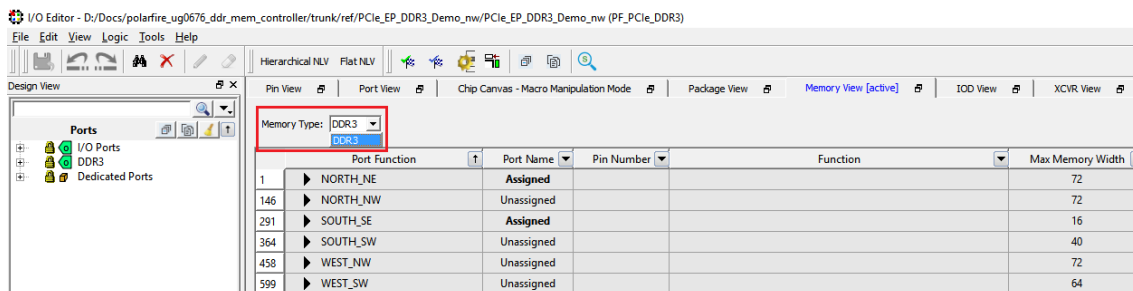 I/O Editor - D:/Docs/polarfire_ug0676_ddr_mem_controller/trunk/ref/PCIe_EP_DDR3_Demo_nw/PCIe_EP_DDR3_Demo_nw (PF_PCIe_DDR3)
File Edit View Logic Tools Help
Hierarchical NLV Flat NLV
Design View
Pin View Port View Chip Canvas - Macro Manipulation Mode Package View Memory View [active] IOD View XCVR View
Memory Type: DDR3
DDR3
Ports
I/O Ports
DDR3
Dedicated Ports
Port Function Port Name Pin Number Function Max Memory Width
1 NORTH_NE Assigned 72
146 NORTH_NW Unassigned 72
291 SOUTH_SE Assigned 16
364 SOUTH_SW Unassigned 40
458 WEST_NW Unassigned 72
599 WEST_SW Unassigned 64